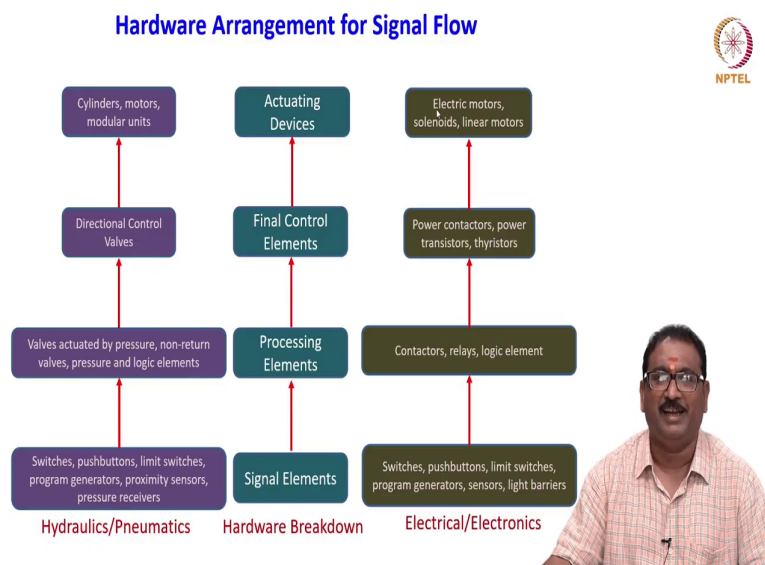 Hardware Arrangement for Signal Flow
NPTEL
Cylinders, motors,
modular units
Actuating
Devices
Electric motors,
solenoids, linear motors
Directional Control
Valves
Final Control
Elements
Power contactors, power
transistors, thyristors
Valves actuated by pressure, non-return
valves, pressure and logic elements
Processing
Elements
Contactors, relays, logic element
Switches, pushbuttons, limit switches,
program generators, proximity sensors,
pressure receivers
Signal Elements
Switches, pushbuttons, limit switches,
program generators, sensors, light barriers
Hydraulics/Pneumatics
Hardware Breakdown
Electrical/Electronics